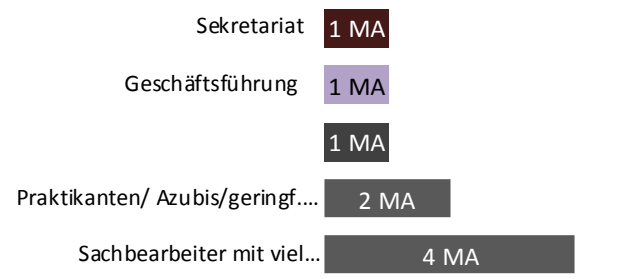 Sekretariat 1 MA
Geschäftsführung 1 MA
1 MA
Praktikanten/ Azubis/geringf.... 2 MA
Sachbearbeiter mit viel... 4 MA